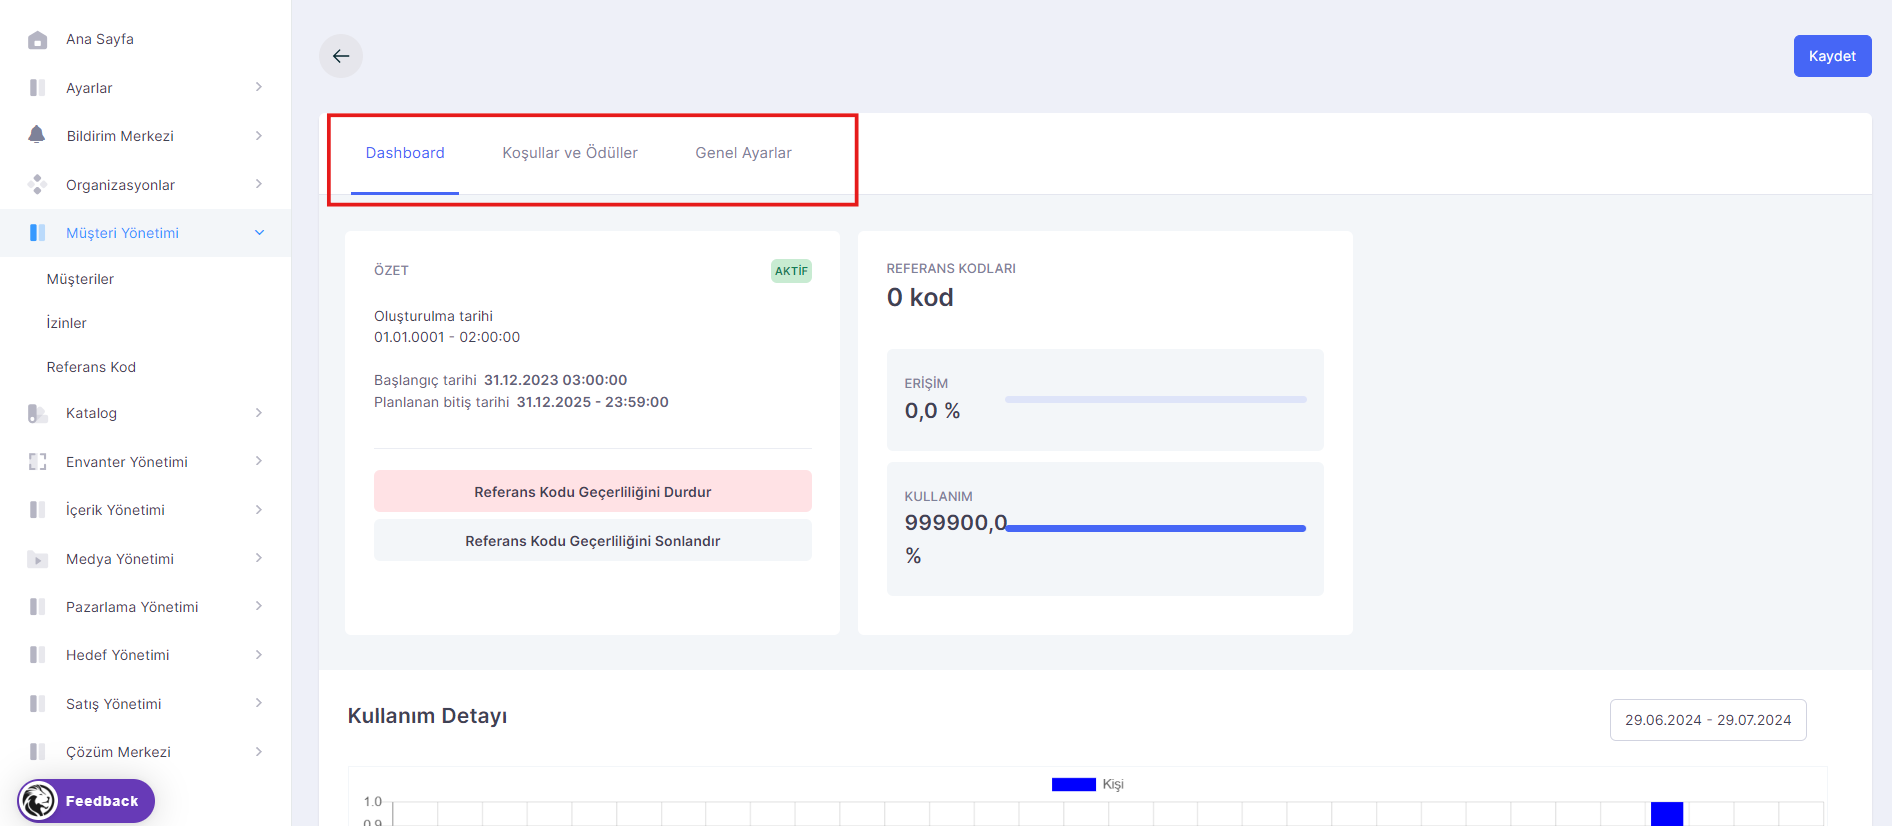 Ana Sayfa
Ayarlar
Bildirim Merkezi
Organizasyonlar
Müşteri Yönetimi
Müşteriler
İzinler
Referans Kod
Katalog
Envanter Yönetimi
İçerik Yönetimi
Medya Yönetimi
Pazarlama Yönetimi
Hedef Yönetimi
Satış Yönetimi
Çözüm Merkezi
Feedback
Kaydet
Dashboard Koşullar ve Ödüller Genel Ayarlar
ÖZET AKTİF
Oluşturulma tarihi
01.01.0001 - 02:00:00
Başlangıç tarihi 31.12.2023 03:00:00
Planlanan bitiş tarihi 31.12.2025 - 23:59:00
Referans Kodu Geçerliliğini Durdur
Referans Kodu Geçerliliğini Sonlandır
REFERANS KODLARI
0 kod
ERİŞİM
0,0 %
KULLANIM
999900,0
%
Kullanım Detayı
29.06.2024 - 29.07.2024
Kişi
1.0
0.9